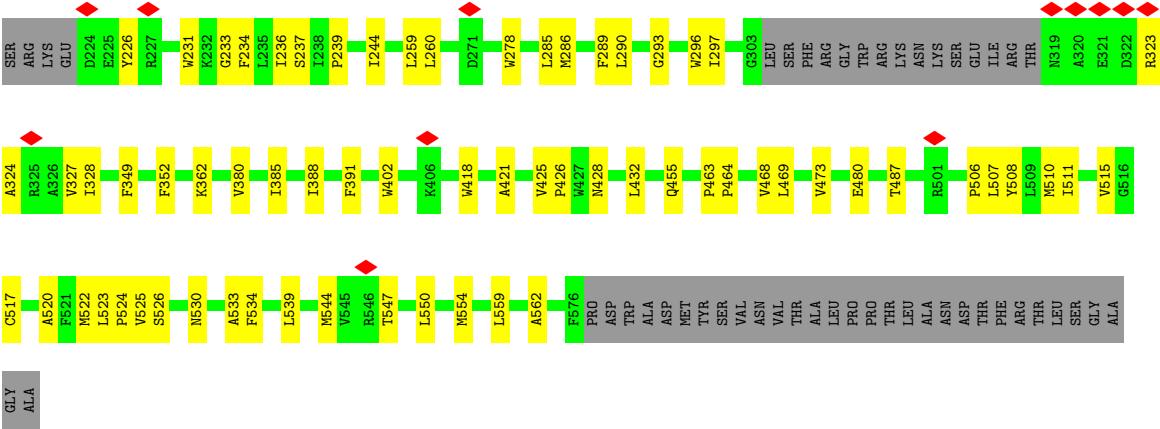 SER ARG LYS GLU D224 E225 Y226 R227 W231 K232 G233 F234 L235 I236 S237 I238 P239 I244 L259 L260 D271 W278 L285 M286 F289 L290 G293 W296 I297 G303 LEU SER PHE ARG GLY TRP ARG LYS ASN LYS SER GLU ILE ARG THR N319 A320 E321 D322 R323
A324 R325 A326 V327 I328 F349 F352 K362 V380 I385 I388 F391 W402 K406 W418 A421 V425 P426 W427 N428 L432 Q455 P463 P464 V468 L469 V473 E480 T487 R501 P506 L507 Y508 L509 M510 I511 V515 G516
C517 A520 F521 M522 L523 P524 V525 S526 N530 A533 F534 L539 M544 V545 R546 T547 L550 M554 L559 A562 F576 PRO ASP TRP ALA ASP MET TYR SER VAL ASN VAL THR ALA LEU PRO PRO THR LEU ALA ASN ASP THR PHE ARG THR LEU SER GLY ALA
GLY ALA